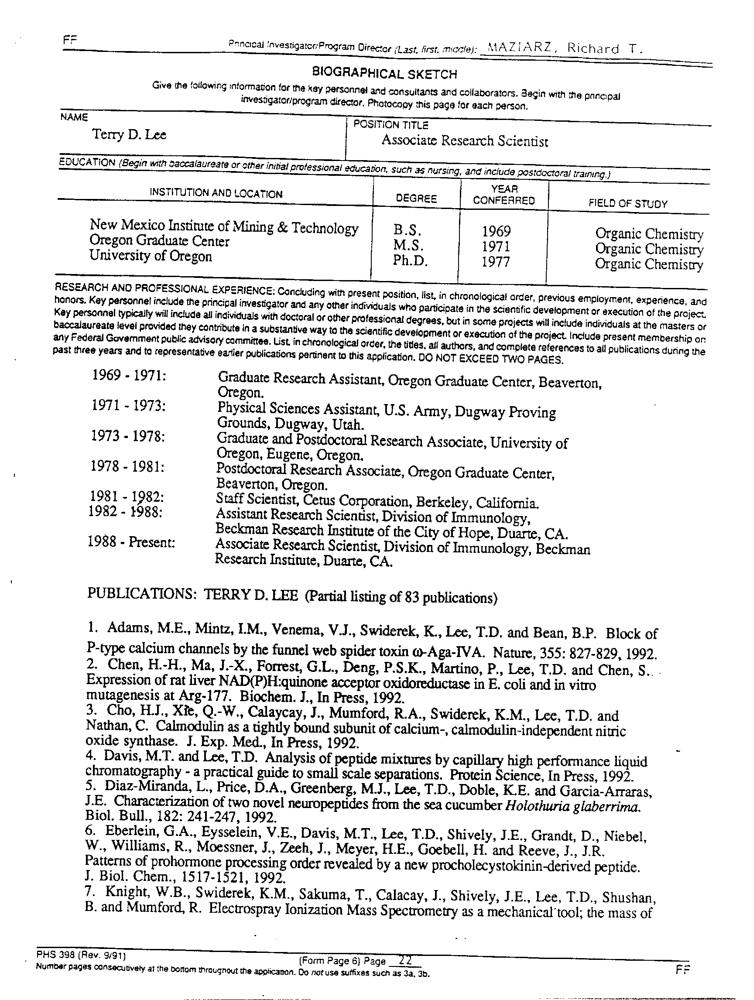 FF
Principal Investigator/Program Director (Last, first, middle): MAZIARZ, Richard T.
BIOGRAPHICAL SKETCH
Give the following information for the key personnel and consultants and collaborators. Begin with the principal
investigator/program director. Photocopy this page for each person.
NAME
POSITION TITLE
Terry D. Lee
Associate Research Scientist
EDUCATION (Begin with baccalaureate or other initial professional education, such as nursing, and include postdoctoral training.)
INSTITUTION AND LOCATION
DEGREE
YEAR
CONFERRED
FIELD OF STUDY
New Mexico Institute of Mining & Technology B.S. 1969 Organic Chemistry
Oregon Graduate Center M.S. 1971 Organic Chemistry
University of Oregon Ph.D. 1977 Organic Chemistry
RESEARCH AND PROFESSIONAL EXPERIENCE: Concluding with present position, list, in chronological order, previous employment, experience, and
honors. Key personnel include the principal investigator and any other individuals who participate in the scientific development or execution of the project.
Key personnel typically will include all individuals with doctoral or other professional degrees, but in some projects will include individuals at the masters or
baccalaureate level provided they contribute in a substantive way to the scientific development or execution of the project. Include present membership on
any Federal Government public advisory committee. List, in chronological order, the titles, all authors, and complete references to all publications during the
past three years and to representative earlier publications pertinent to this application. DO NOT EXCEED TWO PAGES.
1969 - 1971: Graduate Research Assistant, Oregon Graduate Center, Beaverton,
Oregon.
1971 - 1973: Physical Sciences Assistant, U.S. Army, Dugway Proving
Grounds, Dugway, Utah.
1973 - 1978: Graduate and Postdoctoral Research Associate, University of
Oregon, Eugene, Oregon.
1978 - 1981: Postdoctoral Research Associate, Oregon Graduate Center,
Beaverton, Oregon.
1981 - 1982: Staff Scientist, Cetus Corporation, Berkeley, California.
1982 - 1988: Assistant Research Scientist, Division of Immunology,
Beckman Research Institute of the City of Hope, Duarte, CA.
1988 - Present: Associate Research Scientist, Division of Immunology, Beckman
Research Institute, Duarte, CA.
PUBLICATIONS: TERRY D. LEE (Partial listing of 83 publications)
1. Adams, M.E., Mintz, I.M., Venema, V.J., Swiderek, K., Lee, T.D. and Bean, B.P. Block of
P-type calcium channels by the funnel web spider toxin ω-Aga-IVA. Nature, 355: 827-829, 1992.
2. Chen, H.-H., Ma, J.-X., Forrest, G.L., Deng, P.S.K., Martino, P., Lee, T.D. and Chen, S.
Expression of rat liver NAD(P)H:quinone acceptor oxidoreductase in E. coli and in vitro
mutagenesis at Arg-177. Biochem. J., In Press, 1992.
3. Cho, H.J., Xie, Q.-W., Calaycay, J., Mumford, R.A., Swiderek, K.M., Lee, T.D. and
Nathan, C. Calmodulin as a tightly bound subunit of calcium-, calmodulin-independent nitric
oxide synthase. J. Exp. Med., In Press, 1992.
4. Davis, M.T. and Lee, T.D. Analysis of peptide mixtures by capillary high performance liquid
chromatography - a practical guide to small scale separations. Protein Science, In Press, 1992.
5. Diaz-Miranda, L., Price, D.A., Greenberg, M.J., Lee, T.D., Doble, K.E. and Garcia-Arraras,
J.E. Characterization of two novel neuropeptides from the sea cucumber Holothuria glaberrima.
Biol. Bull., 182: 241-247, 1992.
6. Eberlein, G.A., Eysselein, V.E., Davis, M.T., Lee, T.D., Shively, J.E., Grandt, D., Niebel,
W., Williams, R., Moessner, J., Zeeh, J., Meyer, H.E., Goebell, H. and Reeve, J., J.R.
Patterns of prohormone processing order revealed by a new procholecystokinin-derived peptide.
J. Biol. Chem., 1517-1521, 1992.
7. Knight, W.B., Swiderek, K.M., Sakuma, T., Calacay, J., Shively, J.E., Lee, T.D., Shushan,
B. and Mumford, R. Electrospray Ionization Mass Spectrometry as a mechanical tool; the mass of
PHS 398 (Rev. 9/91)
(Form Page 6) Page 22
FF
Number pages consecutively at the bottom throughout the application. Do not use suffixes such as 3a, 3b.